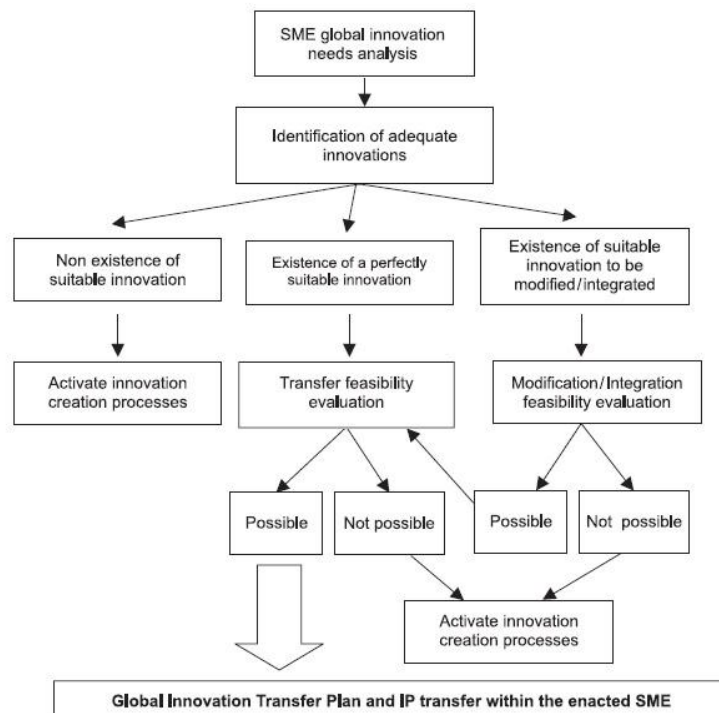 SME global innovation
needs analysis
Identification of adequate
innovations
Non existence of
suitable innovation
Existence of a perfectly
suitable innovation
Existence of suitable
innovation to be
modified/integrated
Activate innovation
creation processes
Transfer feasibility
evaluation
Modification/Integration
feasibility evaluation
Possible
Not possible
Possible
Not possible
Activate innovation
creation processes
Global Innovation Transfer Plan and IP transfer within the enacted SME